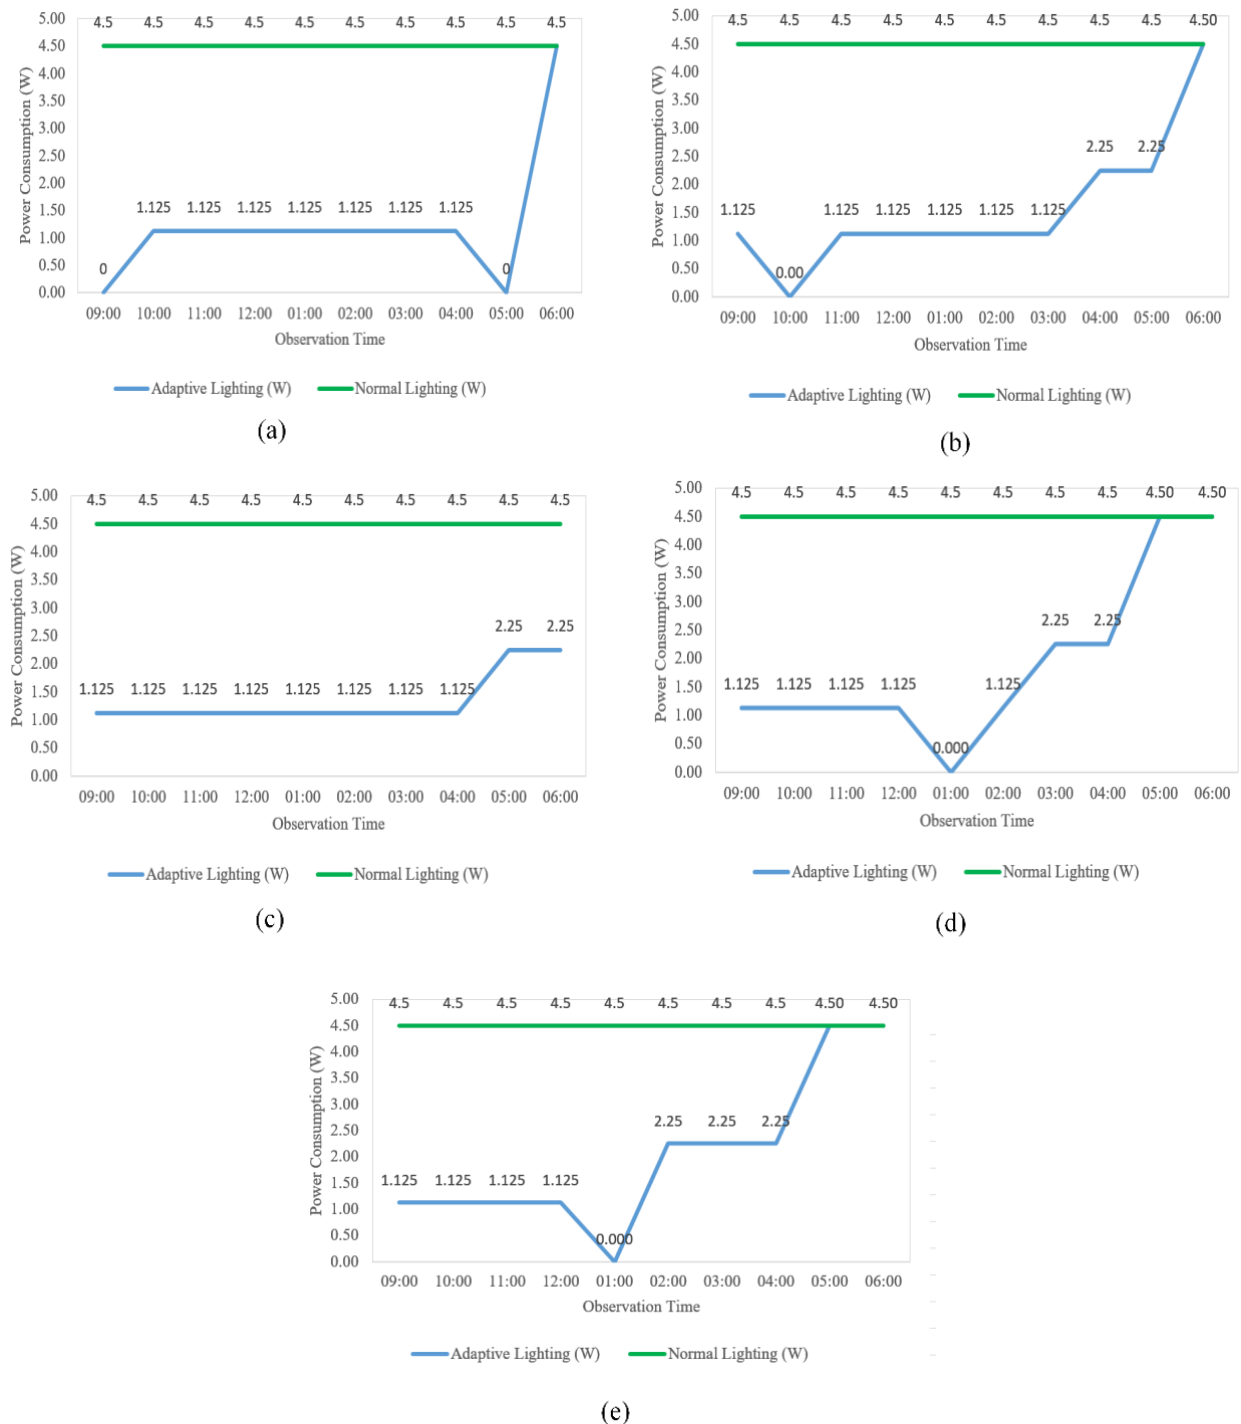 4.5 4.5 4.5 4.5 4.5 4.5 4.5 4.5 4.5 4.5
5.00
4.50
4.00
3.50
3.00
2.50
2.00
1.50
1.00
0.50
0.00
Power Consumption (W)
1.125 1.125 1.125 1.125 1.125 1.125 1.125
0 0
09:00 10:00 11:00 12:00 01:00 02:00 03:00 04:00 05:00 06:00
Observation Time
Adaptive Lighting (W) Normal Lighting (W)
(a)
4.5 4.5 4.5 4.5 4.5 4.5 4.5 4.5 4.5 4.50
5.00
4.50
4.00
3.50
3.00
2.50
2.00
1.50
1.00
0.50
0.00
Power Consumption (W)
2.25 2.25
1.125 1.125 1.125 1.125 1.125 1.125
0.00
09:00 10:00 11:00 12:00 01:00 02:00 03:00 04:00 05:00 06:00
Observation Time
Adaptive Lighting (W) Normal Lighting (W)
(b)
4.5 4.5 4.5 4.5 4.5 4.5 4.5 4.5 4.5 4.5
5.00
4.50
4.00
3.50
3.00
2.50
2.00
1.50
1.00
0.50
0.00
Power Consumption (W)
2.25 2.25
1.125 1.125 1.125 1.125 1.125 1.125 1.125 1.125
09:00 10:00 11:00 12:00 01:00 02:00 03:00 04:00 05:00 06:00
Observation Time
Adaptive Lighting (W) Normal Lighting (W)
(c)
4.5 4.5 4.5 4.5 4.5 4.5 4.5 4.5 4.50 4.50
5.00
4.50
4.00
3.50
3.00
2.50
2.00
1.50
1.00
0.50
0.00
Power Consumption (W)
2.25 2.25
1.125 1.125 1.125 1.125 1.125
0.000
09:00 10:00 11:00 12:00 01:00 02:00 03:00 04:00 05:00 06:00
Observation Time
Adaptive Lighting (W) Normal Lighting (W)
(d)
4.5 4.5 4.5 4.5 4.5 4.5 4.5 4.5 4.50 4.50
5.00
4.50
4.00
3.50
3.00
2.50
2.00
1.50
1.00
0.50
0.00
Power Consumption (W)
2.25 2.25 2.25
1.125 1.125 1.125 1.125
0.000
09:00 10:00 11:00 12:00 01:00 02:00 03:00 04:00 05:00 06:00
Observation Time
Adaptive Lighting (W) Normal Lighting (W)
(e)